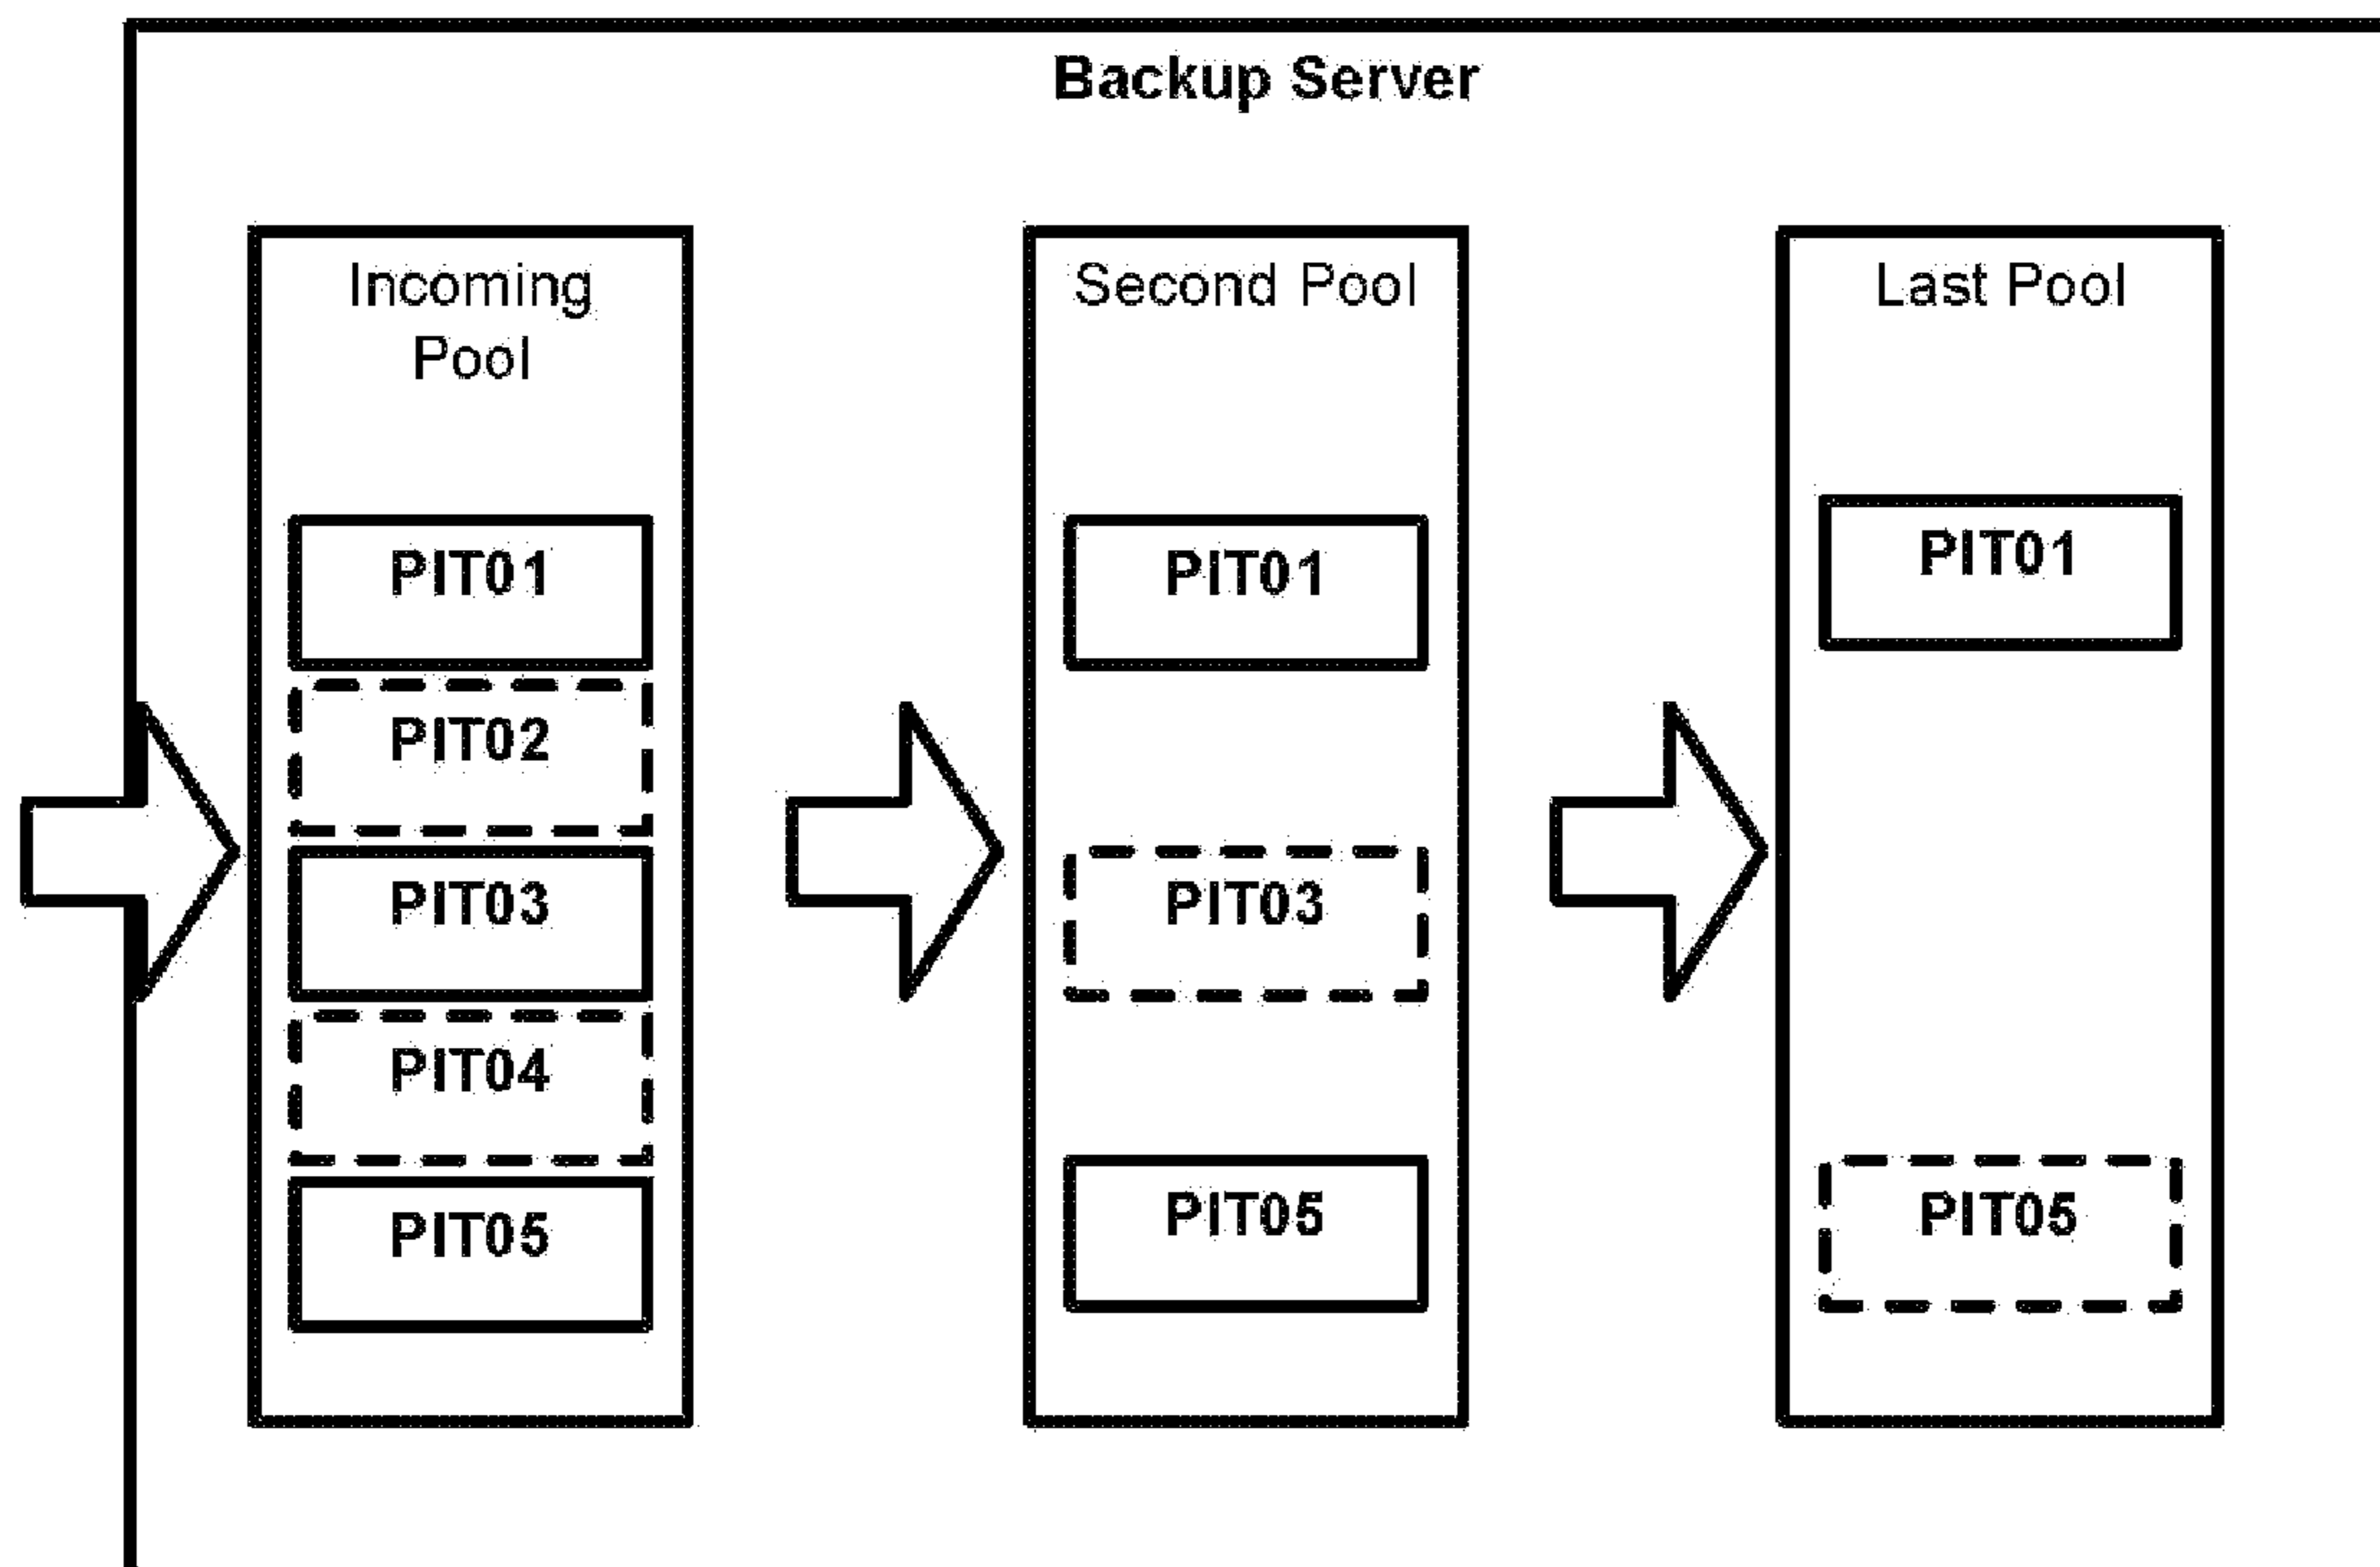 Backup Server
Incoming
Pool
PIT01
PIT02
PIT03
PIT04
PIT05
Second Pool
PIT01
PIT03
PIT05
Last Pool
PIT01
PIT05